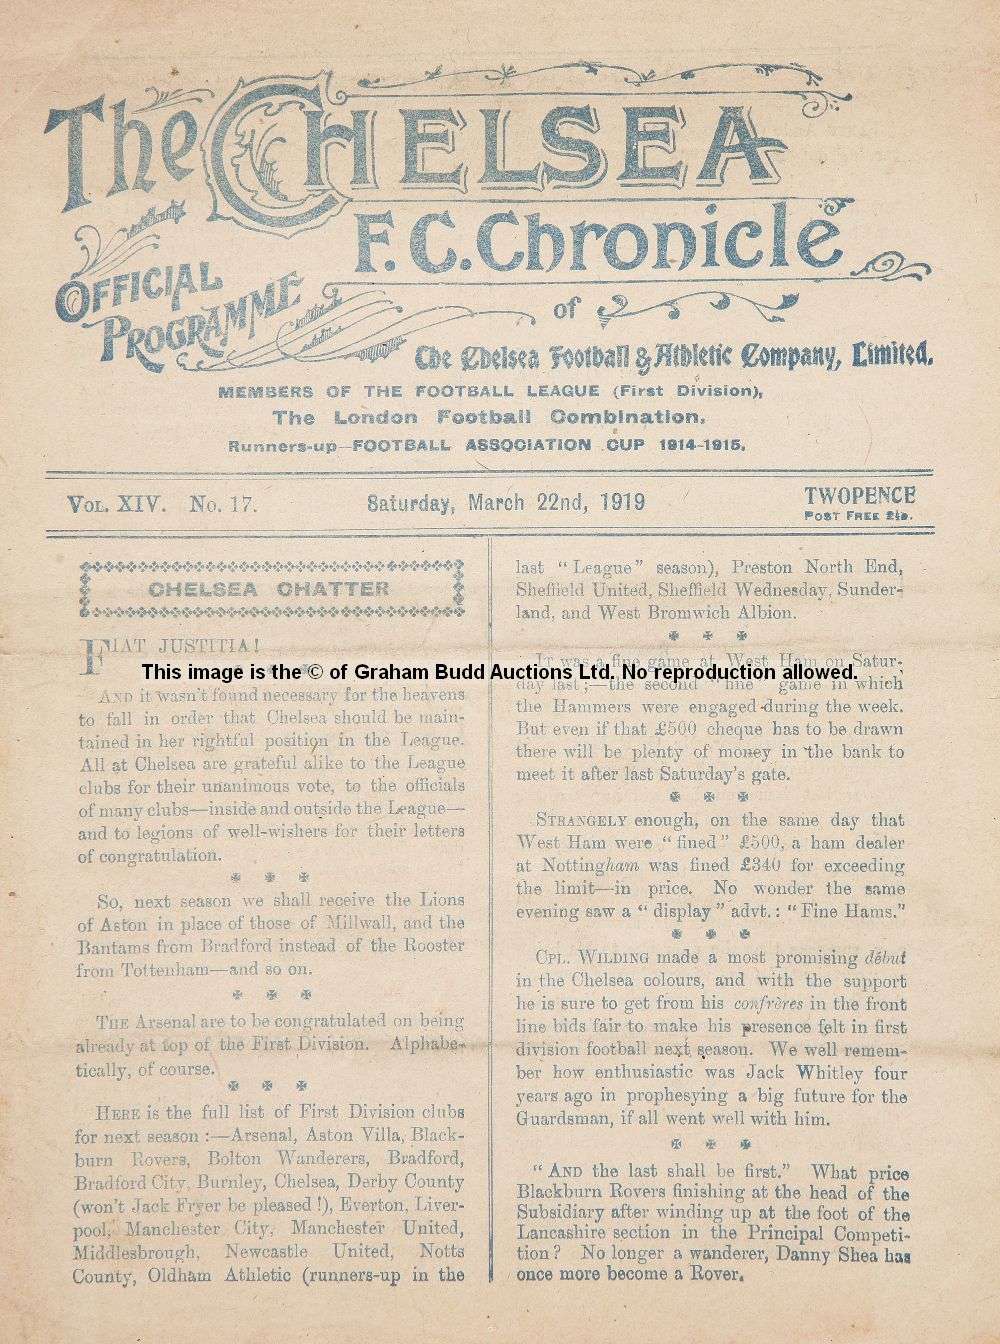 The CHELSEA
F.C. Chronicle
OFFICIAL
PROGRAMME
of
The Chelsea Football & Athletic Company, Limited.
MEMBERS OF THE FOOTBALL LEAGUE (First Division),
The London Football Combination,
Runners-up—FOOTBALL ASSOCIATION CUP 1914-1915.
VOL. XIV. No. 17.
Saturday, March 22nd, 1919
TWOPENCE
POST FREE 2½D.
CHELSEA CHATTER
FIAT JUSTITIA!
AND it wasn't found necessary for the heavens
to fall in order that Chelsea should be main-
tained in her rightful position in the League.
All at Chelsea are grateful alike to the League
clubs for their unanimous vote, to the officials
of many clubs—inside and outside the League—
and to legions of well-wishers for their letters
of congratulation.
So, next season we shall receive the Lions
of Aston in place of those of Millwall, and the
Bantams from Bradford instead of the Rooster
from Tottenham—and so on.
THE Arsenal are to be congratulated on being
already at top of the First Division. Alphabe-
tically, of course.
HERE is the full list of First Division clubs
for next season :—Arsenal, Aston Villa, Black-
burn Rovers, Bolton Wanderers, Bradford,
Bradford City, Burnley, Chelsea, Derby County
(won't Jack Fryer be pleased !), Everton, Liver-
pool, Manchester City, Manchester United,
Middlesbrough, Newcastle United, Notts
County, Oldham Athletic (runners-up in the
last "League" season), Preston North End,
Sheffield United, Sheffield Wednesday, Sunder-
land, and West Bromwich Albion.
IT was a fine game at West Ham on Satur-
day last ;—the second "fine" game in which
the Hammers were engaged during the week.
But even if that £500 cheque has to be drawn
there will be plenty of money in the bank to
meet it after last Saturday's gate.
STRANGELY enough, on the same day that
West Ham were "fined" £500, a ham dealer
at Nottingham was fined £340 for exceeding
the limit—in price. No wonder the same
evening saw a "display" advt.: "Fine Hams."
CPL. WILDING made a most promising début
in the Chelsea colours, and with the support
he is sure to get from his confrères in the front
line bids fair to make his presence felt in first
division football next season. We well remem-
ber how enthusiastic was Jack Whitley four
years ago in prophesying a big future for the
Guardsman, if all went well with him.
"AND the last shall be first." What price
Blackburn Rovers finishing at the head of the
Subsidiary after winding up at the foot of the
Lancashire section in the Principal Competi-
tion? No longer a wanderer, Danny Shea has
once more become a Rover.
This image is the © of Graham Budd Auctions Ltd. No reproduction allowed.